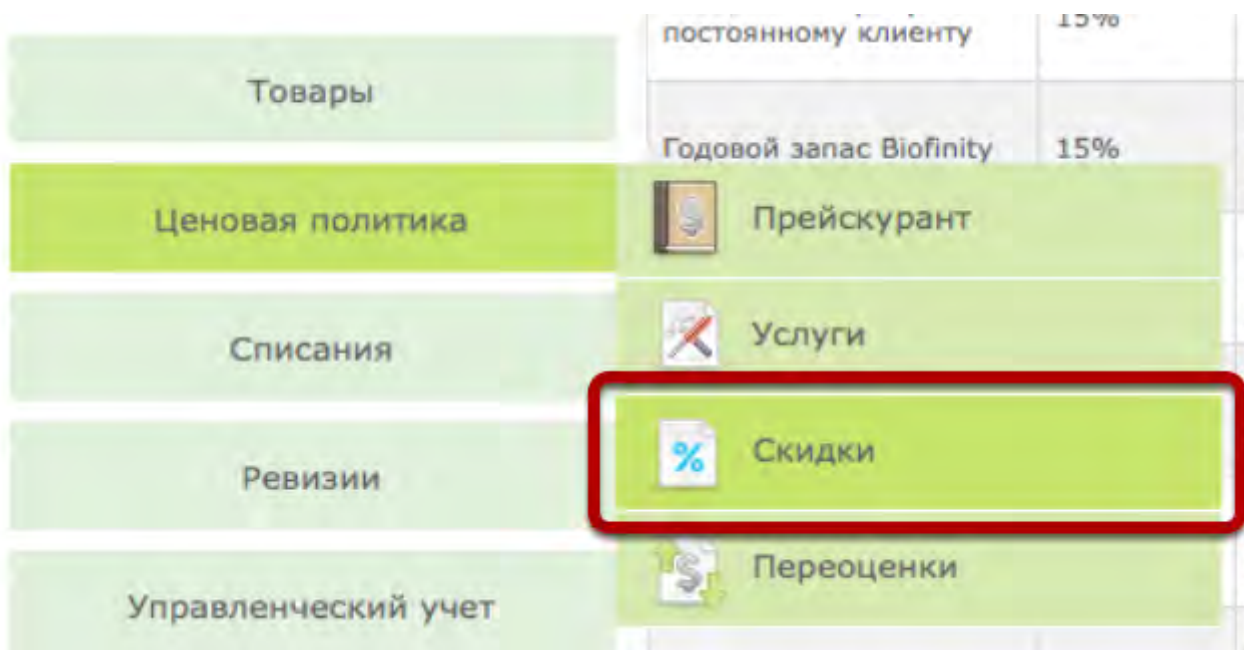 постоянному клиенту 15%
Товары
Годовой запас Biofinity 15%
Ценовая политика
Прейскурант
Услуги
Списания
Скидки
Ревизии
Переоценки
Управленческий учет